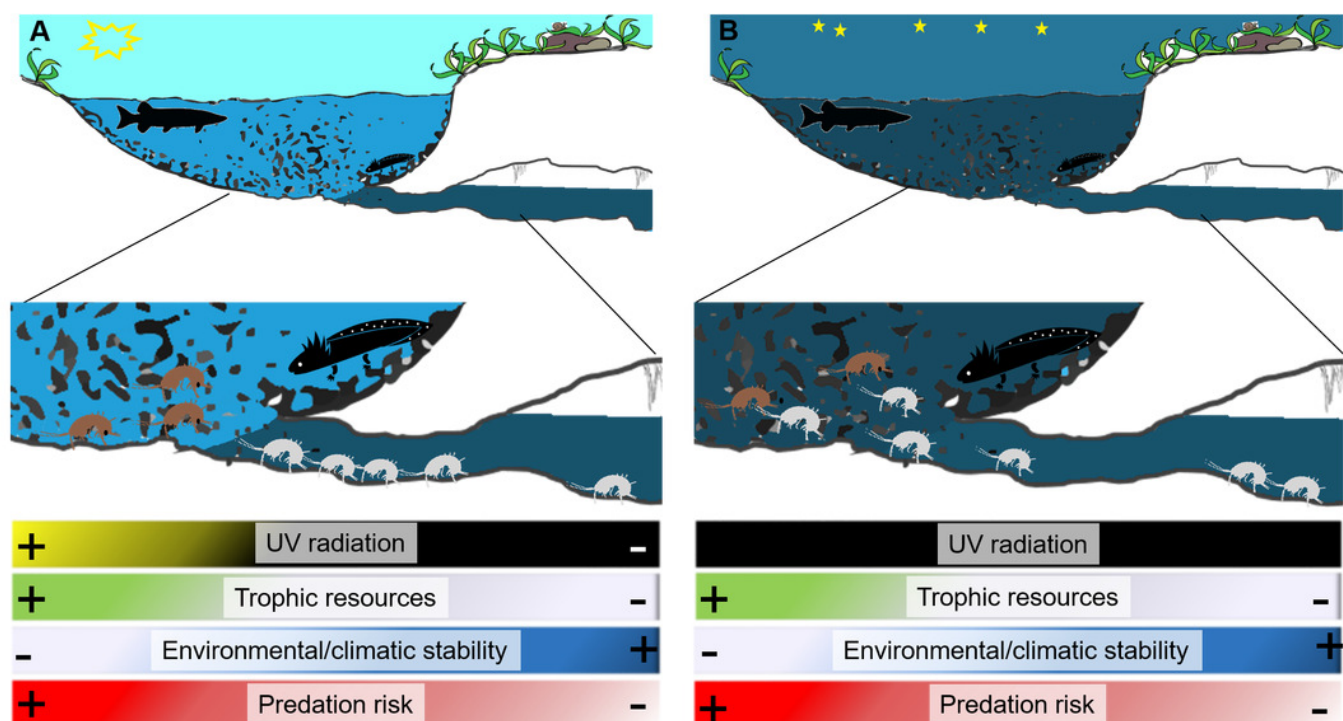 A
B
+ UV radiation -
UV radiation
+ Trophic resources -
+ Trophic resources -
- Environmental/climatic stability +
- Environmental/climatic stability +
+ Predation risk -
+ Predation risk -